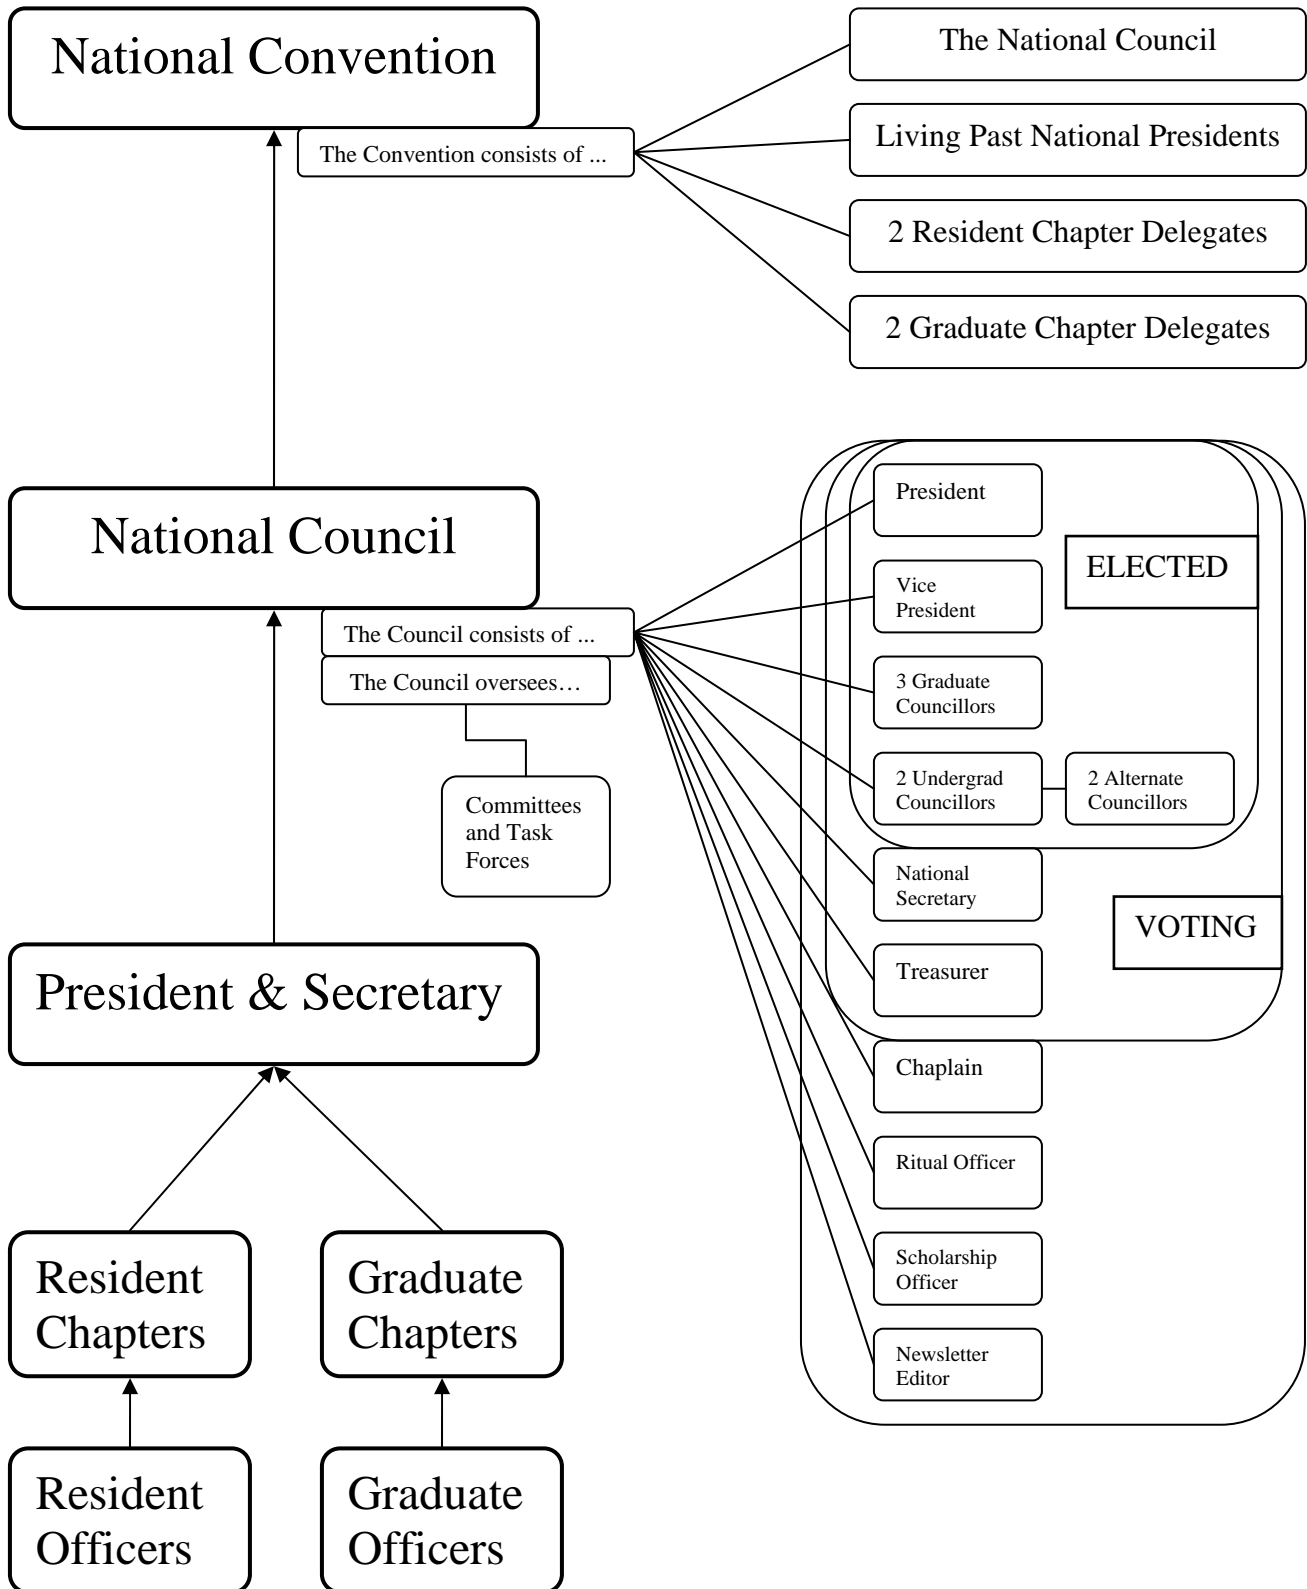 National Convention
The Convention consists of ...
The National Council
Living Past National Presidents
2 Resident Chapter Delegates
2 Graduate Chapter Delegates
National Council
The Council consists of ...
The Council oversees…
Committees
and Task
Forces
President
ELECTED
Vice
President
3 Graduate
Councillors
2 Undergrad
Councillors
2 Alternate
Councillors
National
Secretary
VOTING
Treasurer
Chaplain
Ritual Officer
Scholarship
Officer
Newsletter
Editor
President & Secretary
Resident
Chapters
Graduate
Chapters
Resident
Officers
Graduate
Officers